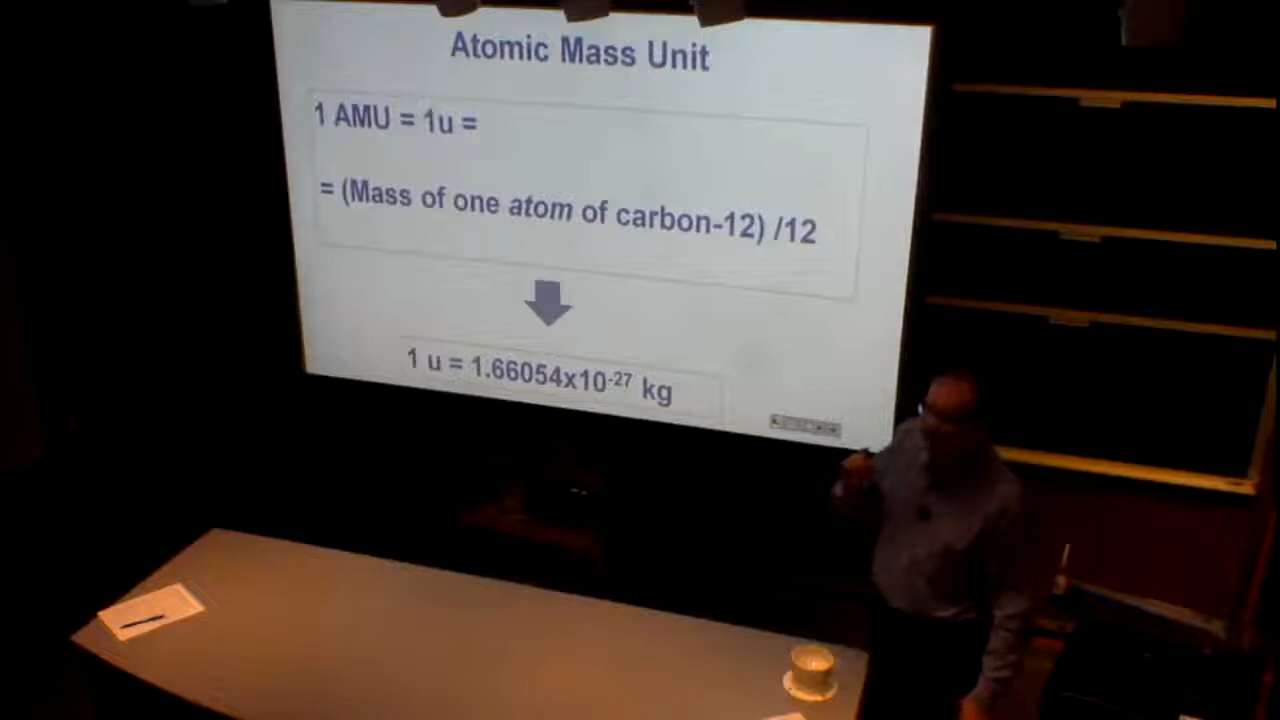 Atomic Mass Unit
1 AMU = 1u =
= (Mass of one atom of carbon-12) /12
1 u = 1.66054x10⁻²⁷ kg